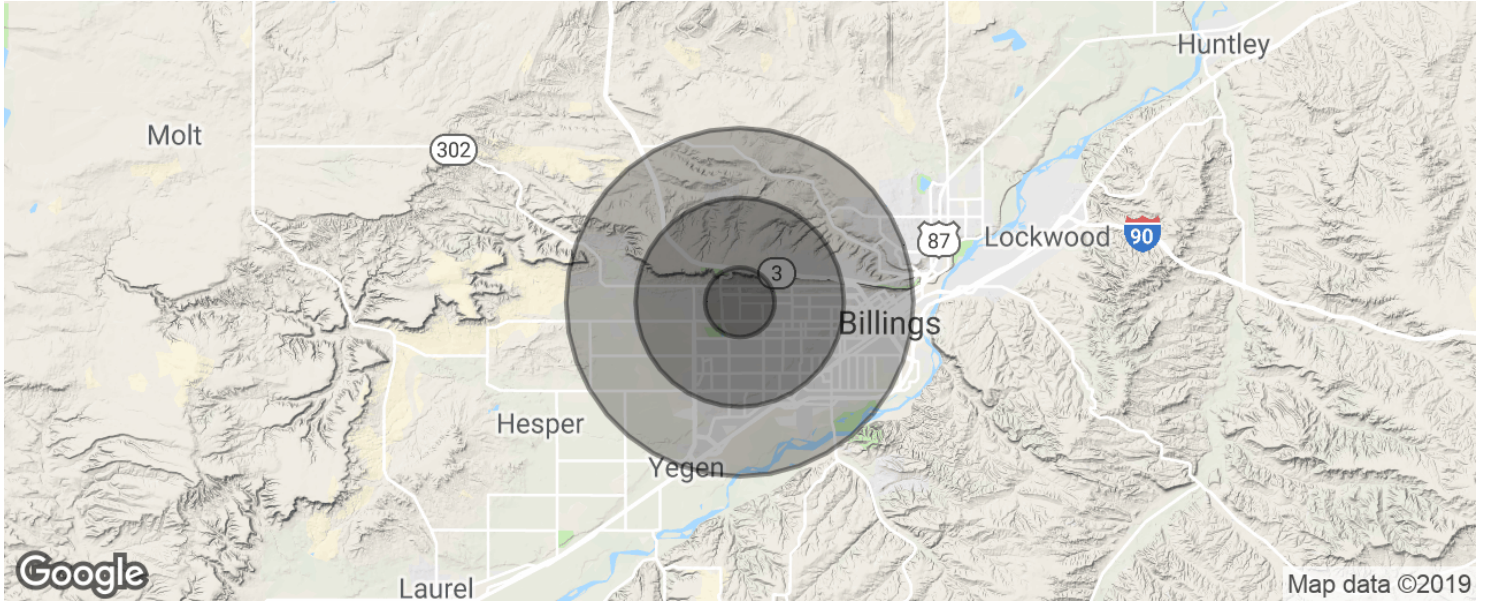 Huntley
Molt
302
87
Lockwood
90
3
Billings
Hesper
Yegen
Google
Laurel
Map data ©2019